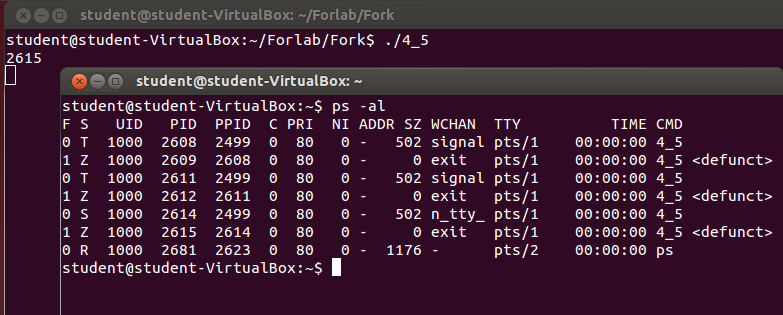 student@student-VirtualBox: ~/Forlab/Fork
student@student-VirtualBox:~/Forlab/Fork$ ./4_5
2615
student@student-VirtualBox: ~
student@student-VirtualBox:~$ ps -al
F S   UID   PID  PPID  C PRI  NI ADDR SZ WCHAN  TTY          TIME CMD
0 T  1000  2608  2499  0  80   0 -   502 signal pts/1    00:00:00 4_5
1 Z  1000  2609  2608  0  80   0 -     0 exit   pts/1    00:00:00 4_5 <defunct>
0 T  1000  2611  2499  0  80   0 -   502 signal pts/1    00:00:00 4_5
1 Z  1000  2612  2611  0  80   0 -     0 exit   pts/1    00:00:00 4_5 <defunct>
0 S  1000  2614  2499  0  80   0 -   502 n_tty_ pts/1    00:00:00 4_5
1 Z  1000  2615  2614  0  80   0 -     0 exit   pts/1    00:00:00 4_5 <defunct>
0 R  1000  2681  2623  0  80   0 -  1176 -      pts/2    00:00:00 ps
student@student-VirtualBox:~$